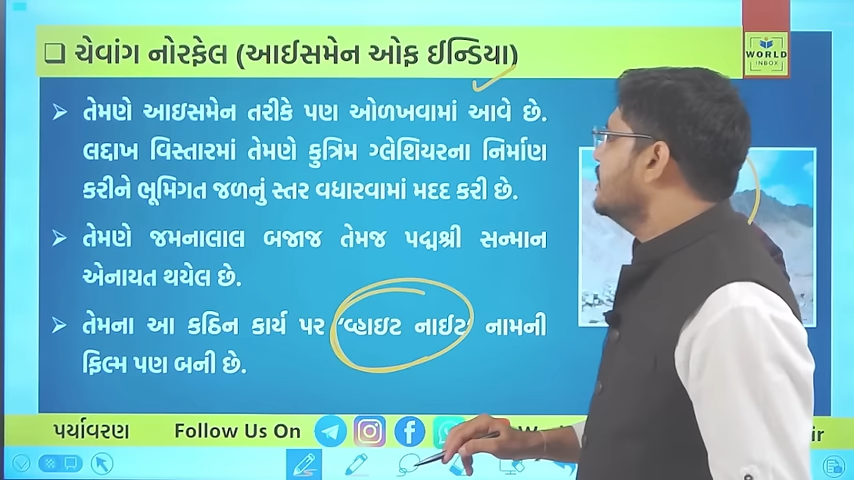 ❑ ચેવાંગ નોરફેલ (આઈસમેન ઓફ ઈન્ડિયા)
WORLD
INBOX
➢ તેમણે આઇસમેન તરીકે પણ ઓળખવામાં આવે છે.
લદ્દાખ વિસ્તારમાં તેમણે કુત્રિમ ગ્લેશિયરના નિર્માણ
કરીને ભૂમિગત જળનું સ્તર વધારવામાં મદદ કરી છે.
➢ તેમણે જમનાલાલ બજાજ તેમજ પદ્મશ્રી સન્માન
એનાયત થયેલ છે.
➢ તેમના આ કઠિન કાર્ય પર ‘વ્હાઇટ નાઈટ’ નામની
ફિલ્મ પણ બની છે.
પર્યાવરણ Follow Us On